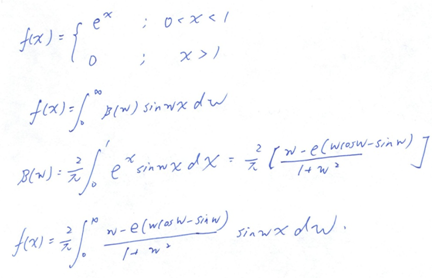 f(x) = { e^x ; 0 < x < 1
0 ; x > 1
f(x) = ∫_0^∞ B(w) sin wx dw
B(w) = 2/π ∫_0^1 e^x sin wx dx = 2/π [ (w - e(w cos w - sin w)) / (1 + w²) ]
f(x) = 2/π ∫_0^∞ (w - e(w cos w - sin w)) / (1 + w²) sin wx dw.